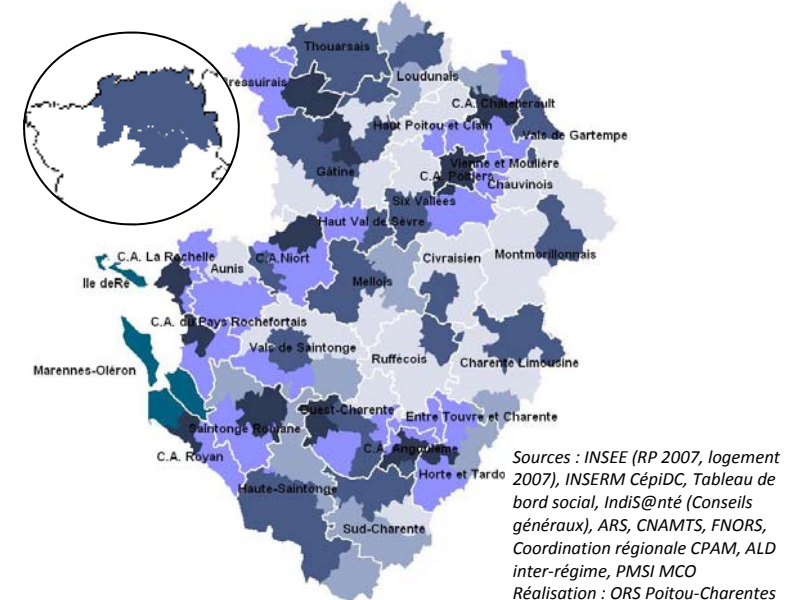 Thouarsais
Bressuirais
Loudunais
C.A. Châtelherault
Haut Poitou et Clain
Vals de Gartempe
Vienne et Moulière
Gâtine
C.A. Poitiers
Chauvinois
Six Vallées
Haut Val de Sèvre
C.A. La Rochelle
Aunis
C.A.Niort
Civraisien
Montmorillonnais
Ile deRé
Mellois
C.A. du Pays Rochefortais
Vals de Saintonge
Ruffécois
Charente Limousine
Marennes-Oléron
Ouest-Charente
Entre Touvre et Charente
Saintonge Romane
C.A. Angoulême
C.A. Royan
Horte et Tardo
Haute-Saintonge
Sud-Charente
Sources : INSEE (RP 2007, logement
2007), INSERM CépiDC, Tableau de
bord social, IndiS@nté (Conseils
généraux), ARS, CNAMTS, FNORS,
Coordination régionale CPAM, ALD
inter-régime, PMSI MCO
Réalisation : ORS Poitou-Charentes